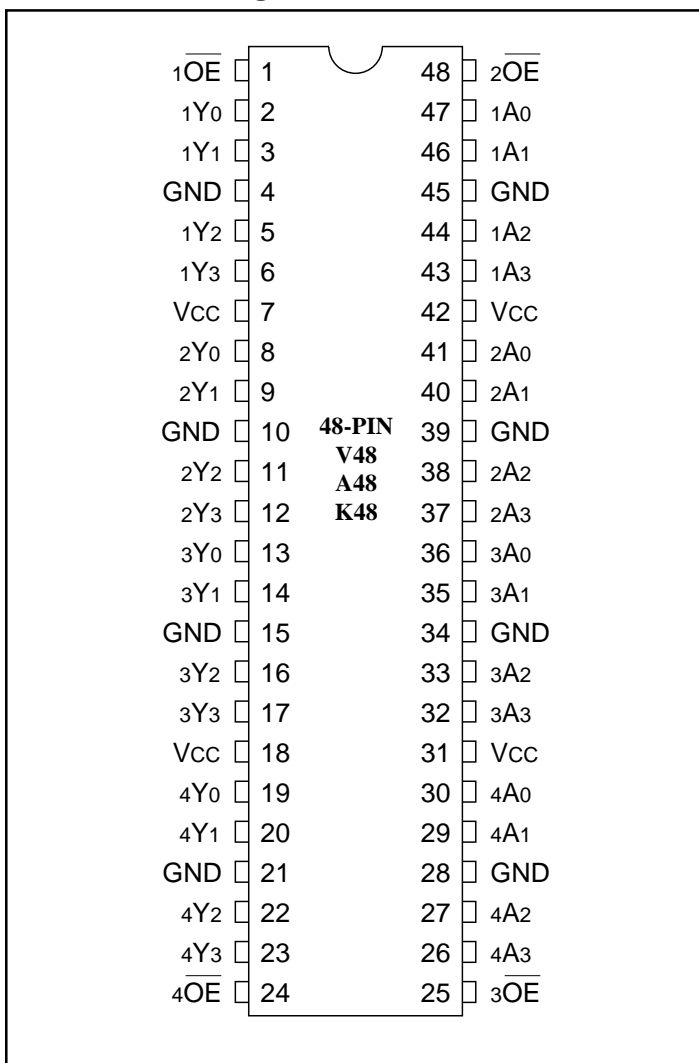 1O̅E̅ 1 48 2O̅E̅
1Y0 2 47 1A0
1Y1 3 46 1A1
GND 4 45 GND
1Y2 5 44 1A2
1Y3 6 43 1A3
VCC 7 42 VCC
2Y0 8 41 2A0
2Y1 9 40 2A1
GND 10 48-PIN 39 GND
V48
2Y2 11 38 2A2
A48
2Y3 12 K48 37 2A3
3Y0 13 36 3A0
3Y1 14 35 3A1
GND 15 34 GND
3Y2 16 33 3A2
3Y3 17 32 3A3
VCC 18 31 VCC
4Y0 19 30 4A0
4Y1 20 29 4A1
GND 21 28 GND
4Y2 22 27 4A2
4Y3 23 26 4A3
4O̅E̅ 24 25 3O̅E̅